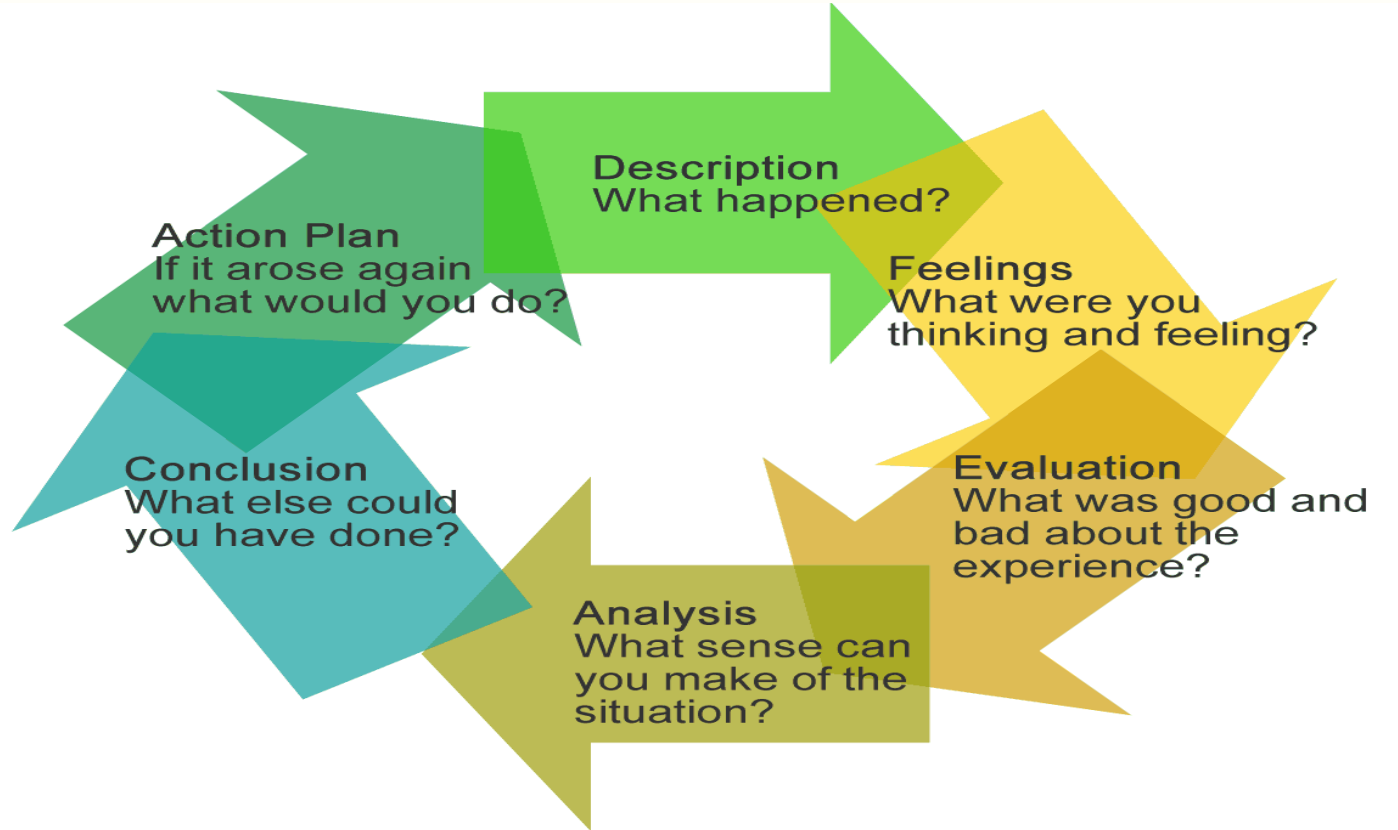 Description
What happened?
Feelings
What were you
thinking and feeling?
Evaluation
What was good and
bad about the
experience?
Analysis
What sense can
you make of the
situation?
Conclusion
What else could
you have done?
Action Plan
If it arose again
what would you do?